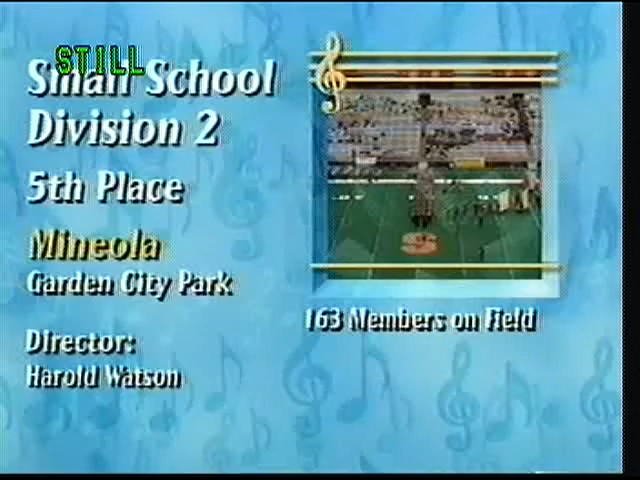 STILL
Small School
Division 2
5th Place
Mineola
Garden City Park
Director:
Harold Watson
S
163 Members on Field